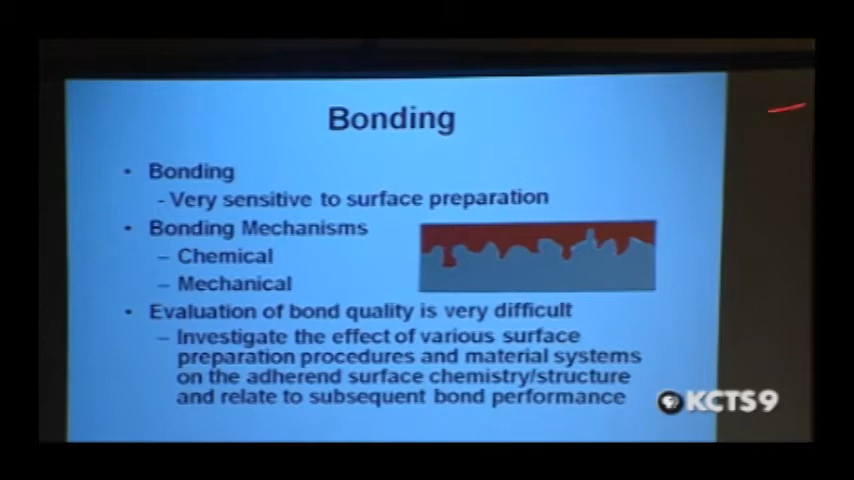 Bonding
• Bonding
- Very sensitive to surface preparation
• Bonding Mechanisms
– Chemical
– Mechanical
• Evaluation of bond quality is very difficult
– Investigate the effect of various surface
preparation procedures and material systems
on the adherend surface chemistry/structure
and relate to subsequent bond performance
KCTS9